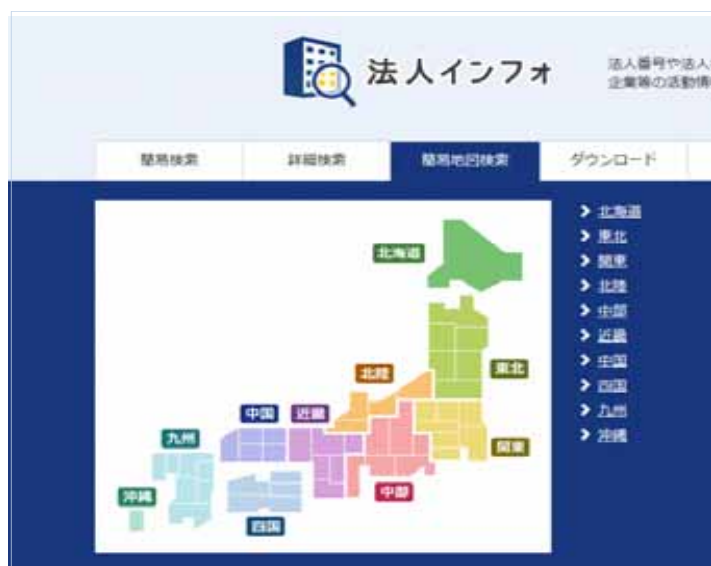 法人インフォ
法人番号や法人
企業等の活動情
簡易検索
詳細検索
簡易地図検索
ダウンロード
北海道
東北
北陸
中国
近畿
九州
関東
沖縄
中部
四国
北海道
東北
関東
北陸
中部
近畿
中国
四国
九州
沖縄